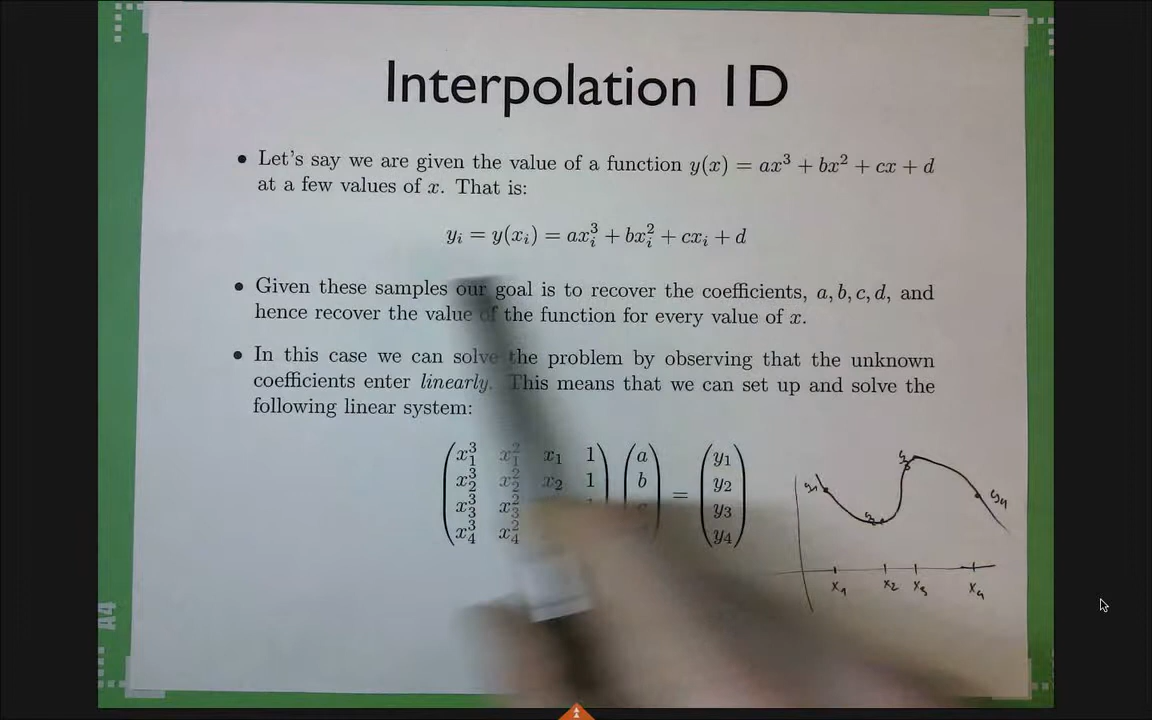 Interpolation 1D
• Let's say we are given the value of a function y(x) = ax³ + bx² + cx + d
at a few values of x. That is:
yᵢ = y(xᵢ) = axᵢ³ + bxᵢ² + cxᵢ + d
• Given these samples our goal is to recover the coefficients, a, b, c, d, and
hence recover the value of the function for every value of x.
• In this case we can solve the problem by observing that the unknown
coefficients enter linearly. This means that we can set up and solve the
following linear system:
x₁³ x₁² x₁ 1 a y₁
x₂³ x₂² x₂ 1 b = y₂
x₃³ x₃² y₃
x₄³ x₄² y₄
y₁ y₂ y₃ y₄
x₁ x₂ x₃ x₄
A4